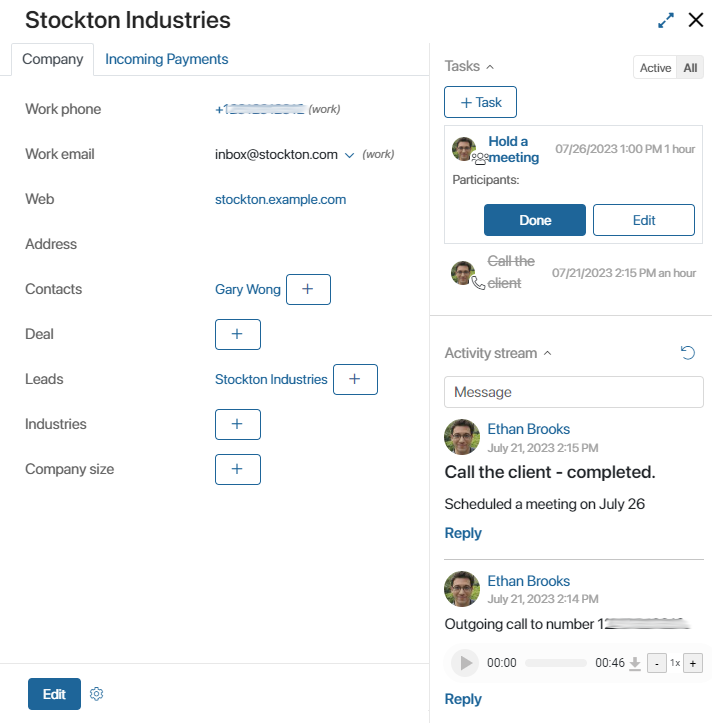 Stockton Industries
Company
Incoming Payments
Work phone
(work)
Work email
inbox@stockton.com (work)
Web
stockton.example.com
Address
Contacts
Gary Wong +
Deal
+
Leads
Stockton Industries +
Industries
+
Company size
+
Edit
Tasks
Active All
+ Task
Hold a
meeting
07/26/2023 1:00 PM 1 hour
Participants:
Done
Edit
Call the
client
07/21/2023 2:15 PM an hour
Activity stream
Message
Ethan Brooks
July 21, 2023 2:15 PM
Call the client - completed.
Scheduled a meeting on July 26
Reply
Ethan Brooks
July 21, 2023 2:14 PM
Outgoing call to number
00:00 00:46 - 1x +
Reply